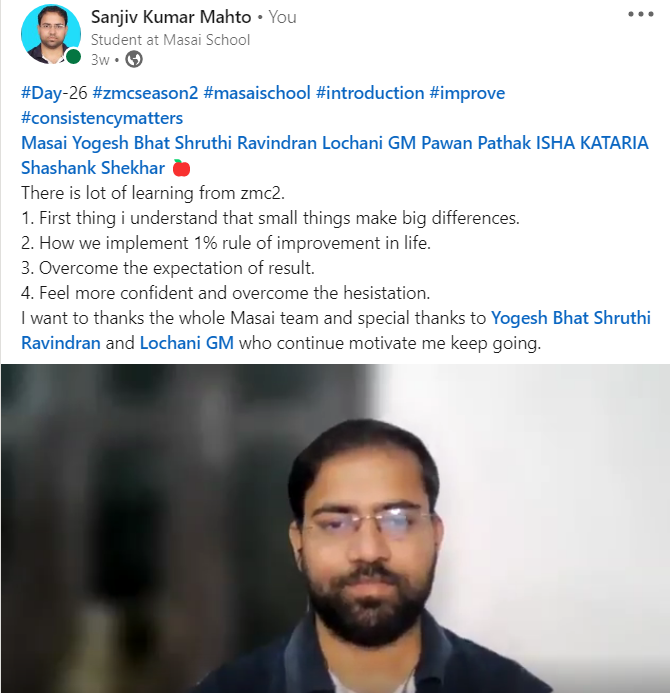 Sanjiv Kumar Mahto • You
Student at Masai School
3w •
#Day-26 #zmcseason2 #masaischool #introduction #improve
#consistencymatters
Masai Yogesh Bhat Shruthi Ravindran Lochani GM Pawan Pathak ISHA KATARIA
Shashank Shekhar 🍎
There is lot of learning from zmc2.
1. First thing i understand that small things make big differences.
2. How we implement 1% rule of improvement in life.
3. Overcome the expectation of result.
4. Feel more confident and overcome the hesistation.
I want to thanks the whole Masai team and special thanks to Yogesh Bhat Shruthi
Ravindran and Lochani GM who continue motivate me keep going.